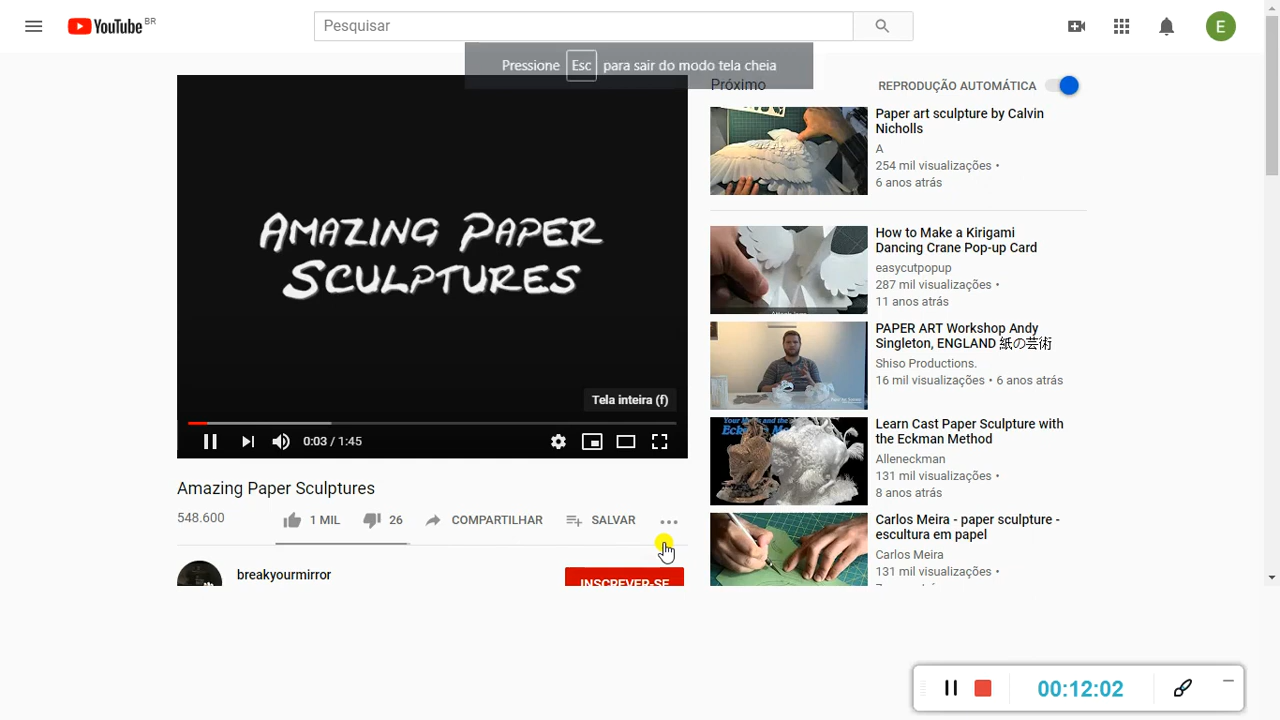 YouTube BR
Pesquisar
E
Pressione Esc para sair do modo tela cheia
Próximo
REPRODUÇÃO AUTOMÁTICA
AMAZING PAPER
SCULPTURES
Tela inteira (f)
0:03 / 1:45
Amazing Paper Sculptures
548.600
1 MIL
26
COMPARTILHAR
SALVAR
breakyourmirror
INSCREVER-SE
Paper art sculpture by Calvin
Nicholls
A
254 mil visualizações •
6 anos atrás
How to Make a Kirigami
Dancing Crane Pop-up Card
easycutpopup
287 mil visualizações •
11 anos atrás
PAPER ART Workshop Andy
Singleton, ENGLAND 紙の芸術
Shiso Productions.
16 mil visualizações • 6 anos atrás
Learn Cast Paper Sculpture with
the Eckman Method
Alleneckman
131 mil visualizações •
8 anos atrás
Carlos Meira - paper sculpture -
escultura em papel
Carlos Meira
131 mil visualizações •
00:12:02